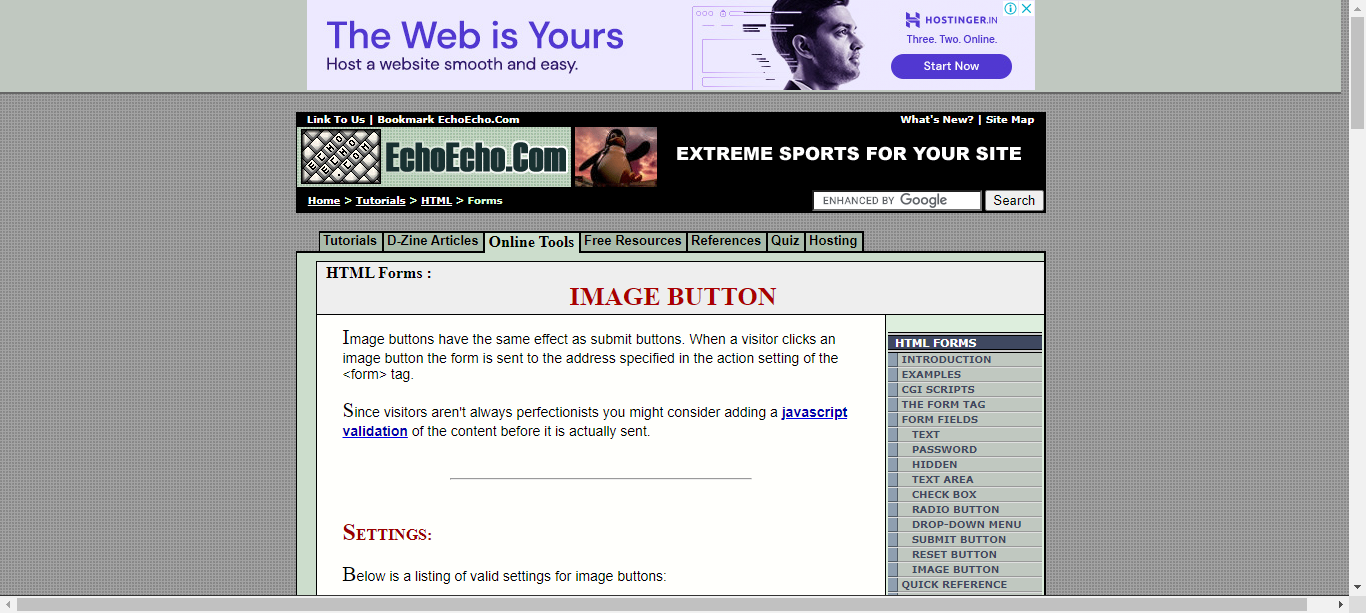 The Web is Yours
Host a website smooth and easy.
HOSTINGER.IN
Three. Two. Online.
Start Now
Link To Us | Bookmark EchoEcho.Com
What's New? | Site Map
ECHO
ECHO
.COM
EchoEcho.Com
EXTREME SPORTS FOR YOUR SITE
Home > Tutorials > HTML > Forms
ENHANCED BY Google
Search
Tutorials
D-Zine Articles
Online Tools
Free Resources
References
Quiz
Hosting
HTML Forms :
IMAGE BUTTON
Image buttons have the same effect as submit buttons. When a visitor clicks an
image button the form is sent to the address specified in the action setting of the
<form> tag.
Since visitors aren't always perfectionists you might consider adding a javascript
validation of the content before it is actually sent.
SETTINGS:
Below is a listing of valid settings for image buttons:
HTML FORMS
INTRODUCTION
EXAMPLES
CGI SCRIPTS
THE FORM TAG
FORM FIELDS
TEXT
PASSWORD
HIDDEN
TEXT AREA
CHECK BOX
RADIO BUTTON
DROP-DOWN MENU
SUBMIT BUTTON
RESET BUTTON
IMAGE BUTTON
QUICK REFERENCE